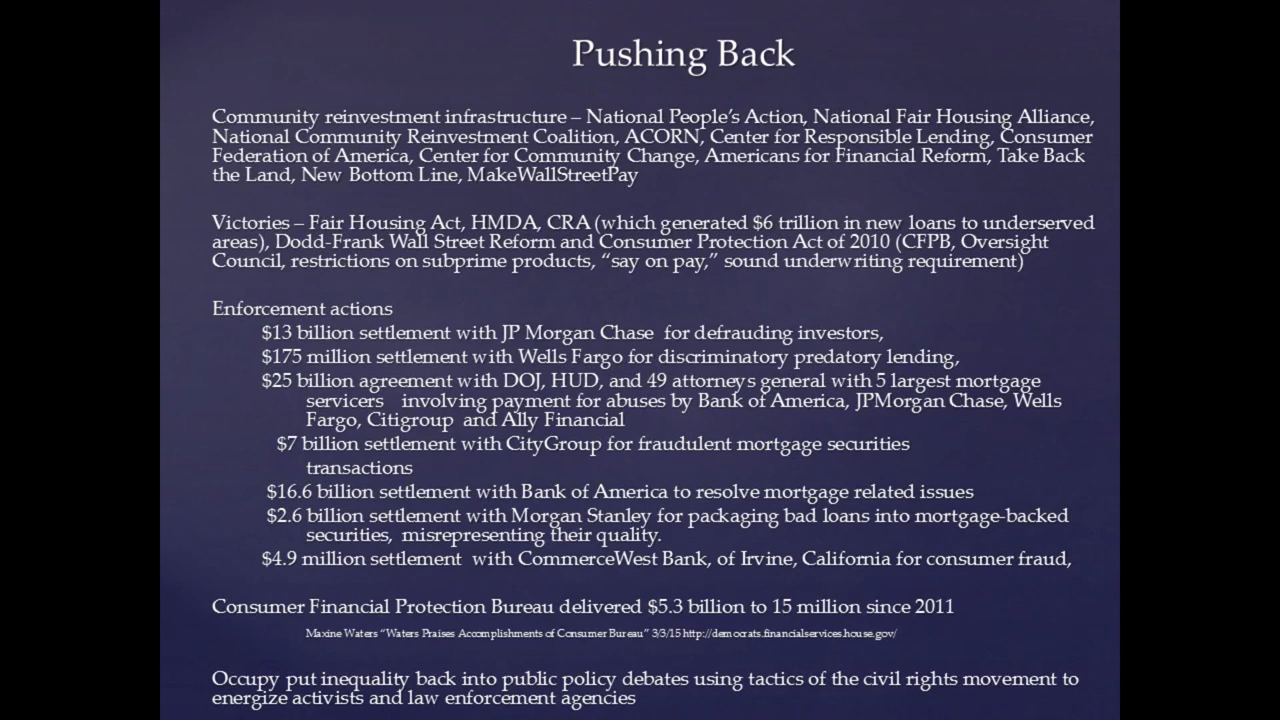 Pushing Back
Community reinvestment infrastructure – National People’s Action, National Fair Housing Alliance,
National Community Reinvestment Coalition, ACORN, Center for Responsible Lending, Consumer
Federation of America, Center for Community Change, Americans for Financial Reform, Take Back
the Land, New Bottom Line, MakeWallStreetPay
Victories – Fair Housing Act, HMDA, CRA (which generated $6 trillion in new loans to underserved
areas), Dodd-Frank Wall Street Reform and Consumer Protection Act of 2010 (CFPB, Oversight
Council, restrictions on subprime products, “say on pay,” sound underwriting requirement)
Enforcement actions
$13 billion settlement with JP Morgan Chase for defrauding investors,
$175 million settlement with Wells Fargo for discriminatory predatory lending,
$25 billion agreement with DOJ, HUD, and 49 attorneys general with 5 largest mortgage
servicers involving payment for abuses by Bank of America, JPMorgan Chase, Wells
Fargo, Citigroup and Ally Financial
$7 billion settlement with CityGroup for fraudulent mortgage securities
transactions
$16.6 billion settlement with Bank of America to resolve mortgage related issues
$2.6 billion settlement with Morgan Stanley for packaging bad loans into mortgage-backed
securities, misrepresenting their quality.
$4.9 million settlement with CommerceWest Bank, of Irvine, California for consumer fraud,
Consumer Financial Protection Bureau delivered $5.3 billion to 15 million since 2011
Maxine Waters “Waters Praises Accomplishments of Consumer Bureau” 3/3/15 http://democrats.financialservices.house.gov/
Occupy put inequality back into public policy debates using tactics of the civil rights movement to
energize activists and law enforcement agencies